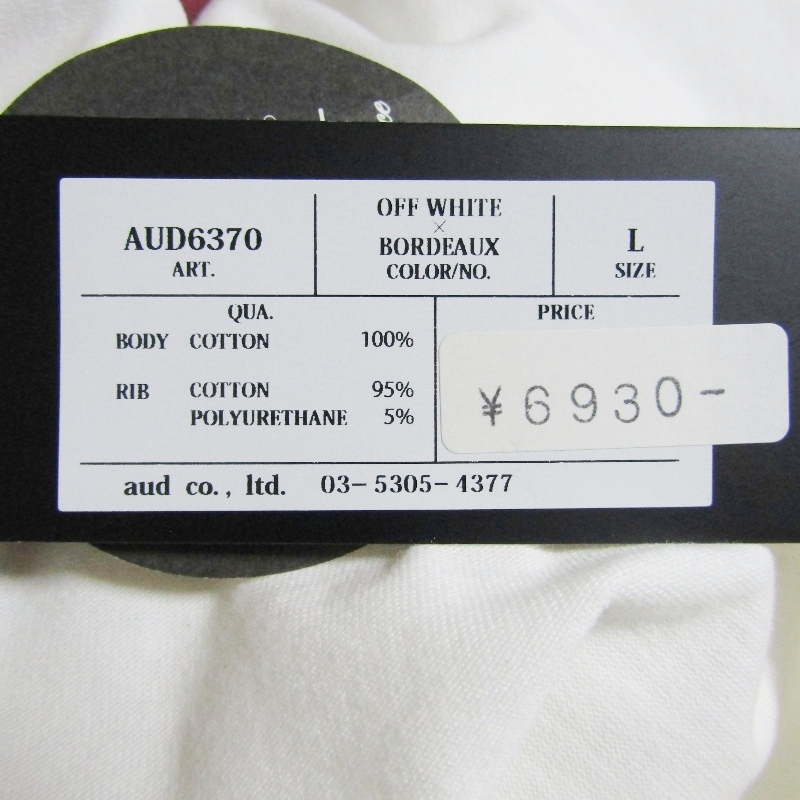 AUD6370
ART.
OFF WHITE
×
BORDEAUX
COLOR/NO.
L
SIZE
QUA.
BODY COTTON 100%
RIB COTTON 95%
POLYURETHANE 5%
PRICE
¥6930-
aud co., ltd. 03-5305-4377